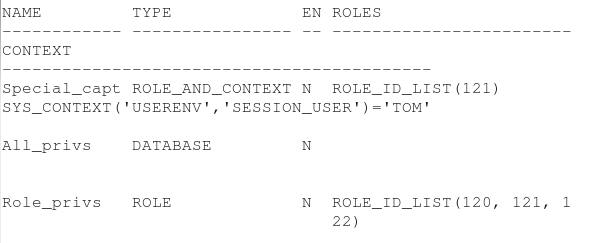 NAME         TYPE             EN ROLES
------------ ---------------- -- -------------------------
CONTEXT
--------------------------------------------
Special_capt ROLE_AND_CONTEXT N  ROLE_ID_LIST(121)
SYS_CONTEXT('USERENV','SESSION_USER')='TOM'
All_privs    DATABASE         N
Role_privs   ROLE             N  ROLE_ID_LIST(120, 121, 1
                                 22)